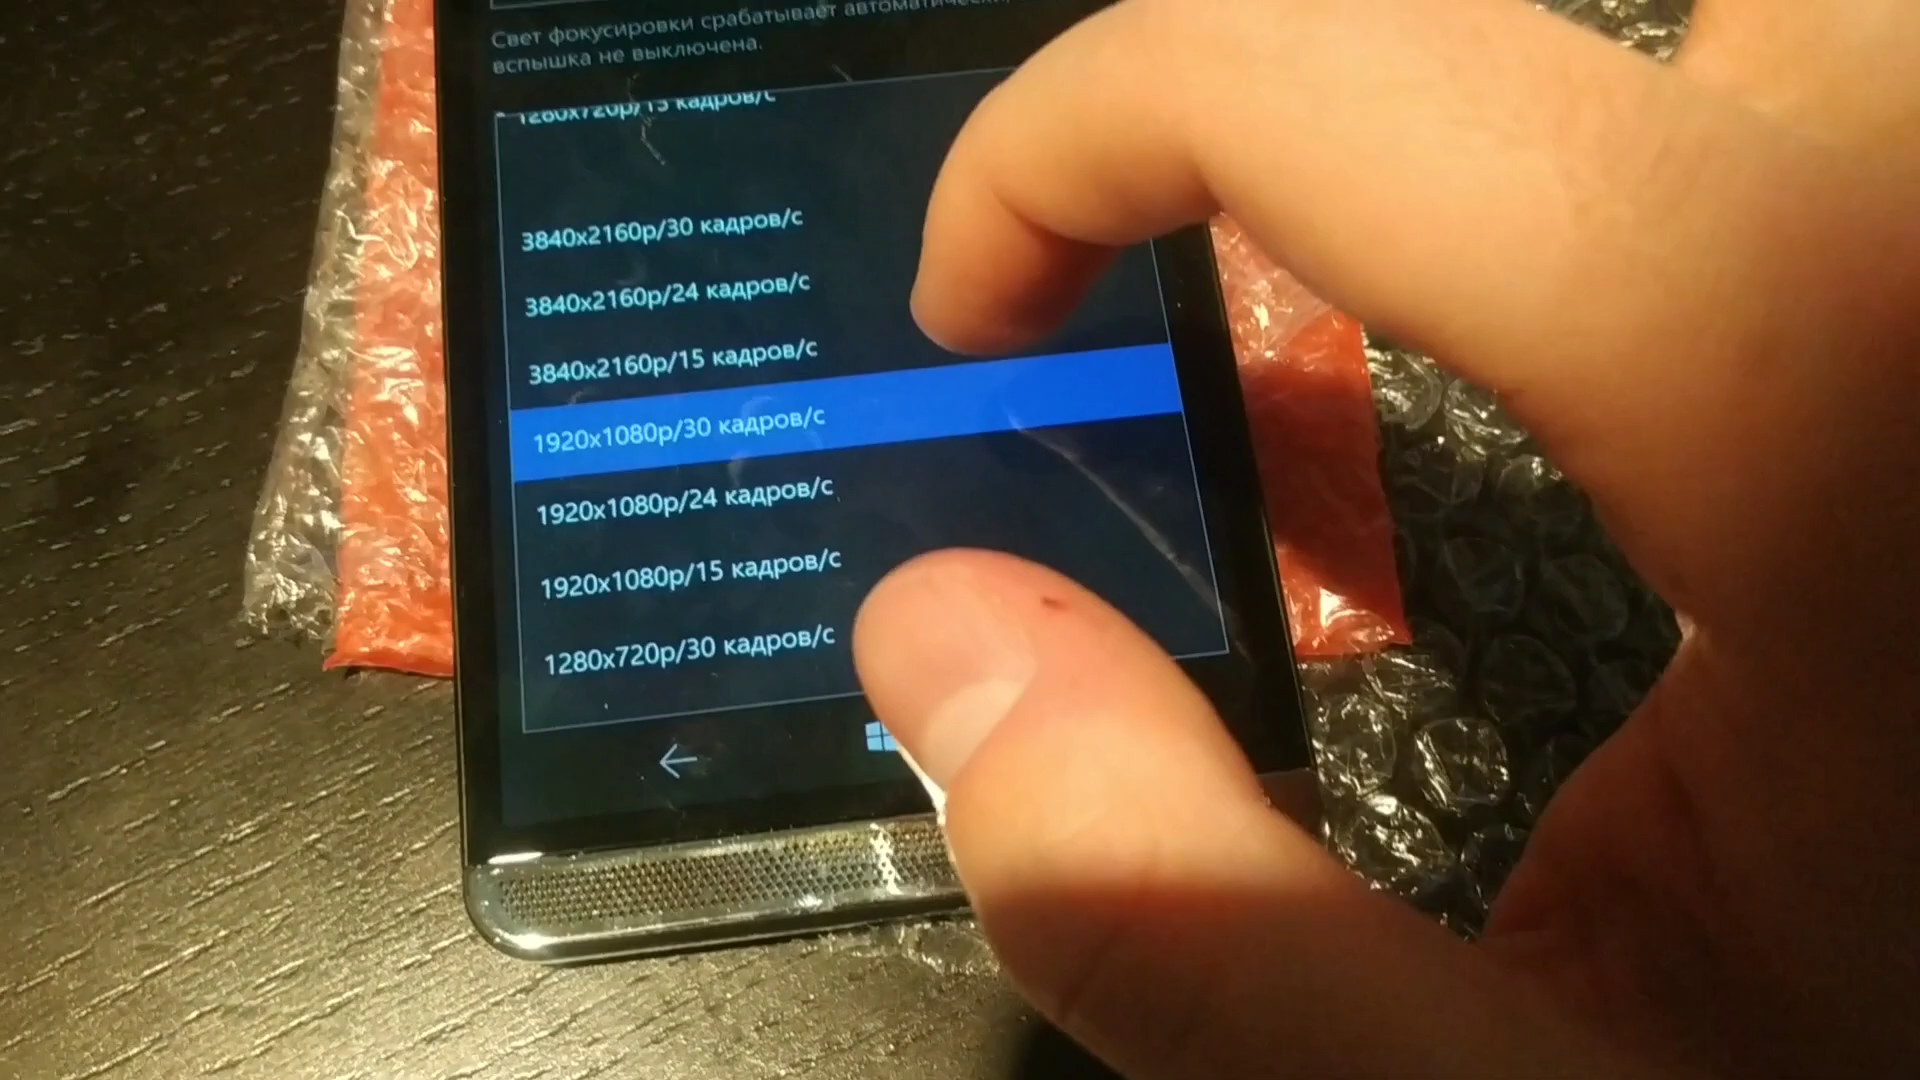 Свет фокусировки срабатывает автоматически,
вспышка не выключена.
1280x720p/15 кадров/с
3840x2160p/30 кадров/с
3840x2160p/24 кадров/с
3840x2160p/15 кадров/с
1920x1080p/30 кадров/с
1920x1080p/24 кадров/с
1920x1080p/15 кадров/с
1280x720p/30 кадров/с